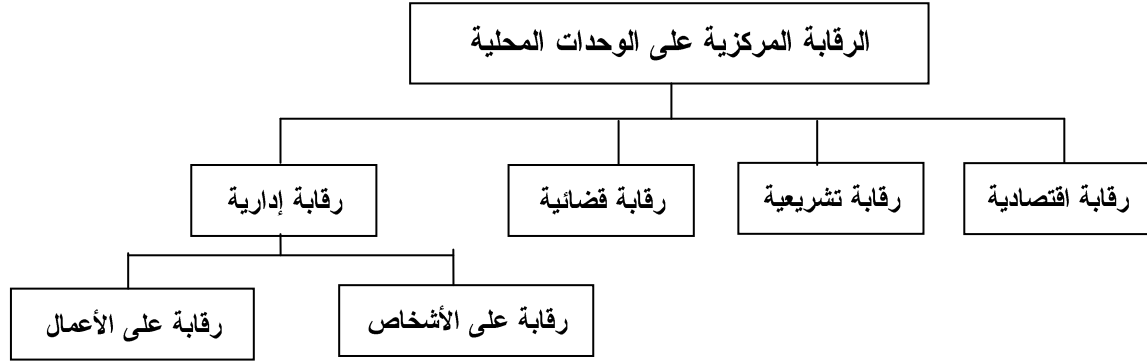 الرقابة المركزية على الوحدات المحلية
رقابة اقتصادية
رقابة تشريعية
رقابة قضائية
رقابة إدارية
رقابة على الأشخاص
رقابة على الأعمال